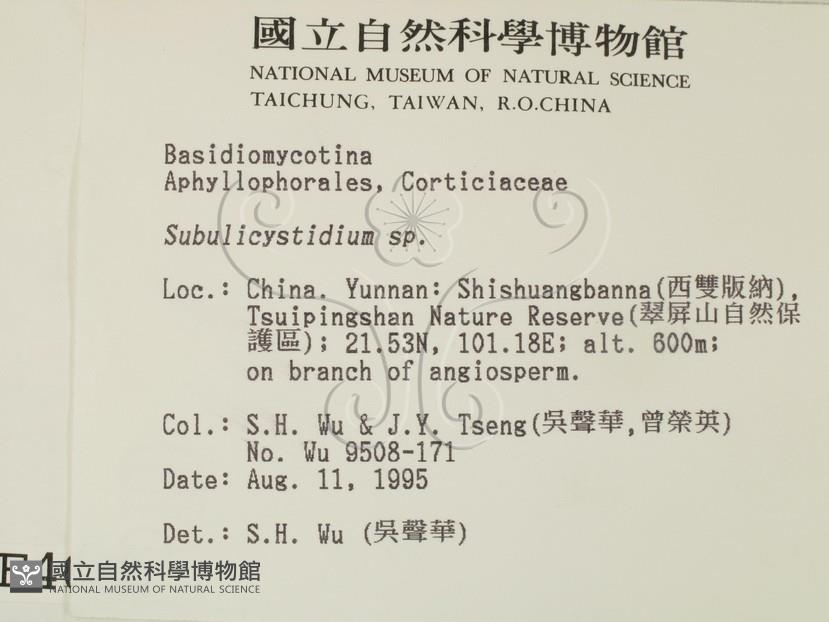 國立自然科學博物館
NATIONAL MUSEUM OF NATURAL SCIENCE
TAICHUNG, TAIWAN, R.O.CHINA
Basidiomycotina
Aphyllophorales, Corticiaceae
Subulicystidium sp.
Loc.: China. Yunnan: Shishuangbanna(西雙版納),
Tsuipingshan Nature Reserve(翠屏山自然保
護區); 21.53N, 101.18E; alt. 600m;
on branch of angiosperm.
Col.: S.H. Wu & J.Y. Tseng(吳聲華,曾榮英)
No. Wu 9508-171
Date: Aug. 11, 1995
Det.: S.H. Wu (吳聲華)
國立自然科學博物館
NATIONAL MUSEUM OF NATURAL SCIENCE